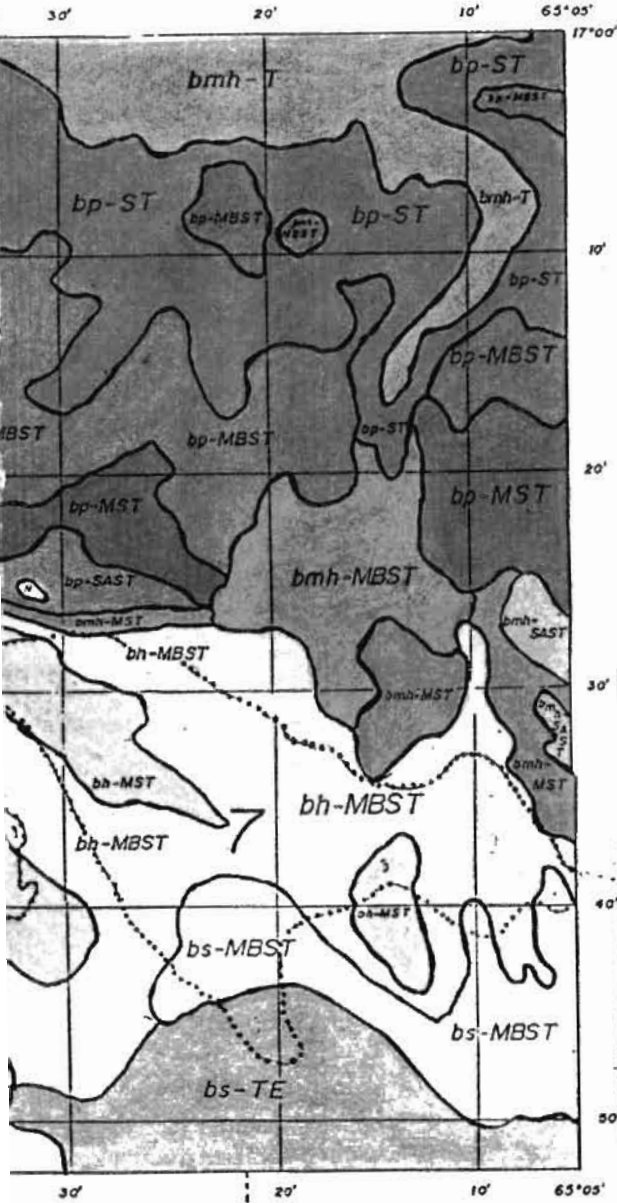 30' 20' 10' 65°05'
17°00'
bmh-T
bp-ST
bp-MBST
bp-ST
bp-MBST
bp-ST
bmh-T
10'
bp-ST
bp-MBST
MBST
bp-MBST
bp-ST
20'
bp-MST
bp-MST
bp-SAST
N
bmh-MBST
bmh-MST
bmh-
SAST
bh-MBST
30'
bmh-MST
bh-MST
bmh-
MST
7
bh-MBST
bh-MBST
3
bh-MST
40'
bs-MBST
bs-MBST
bs-TE
50
30' 20' 10' 65°05'